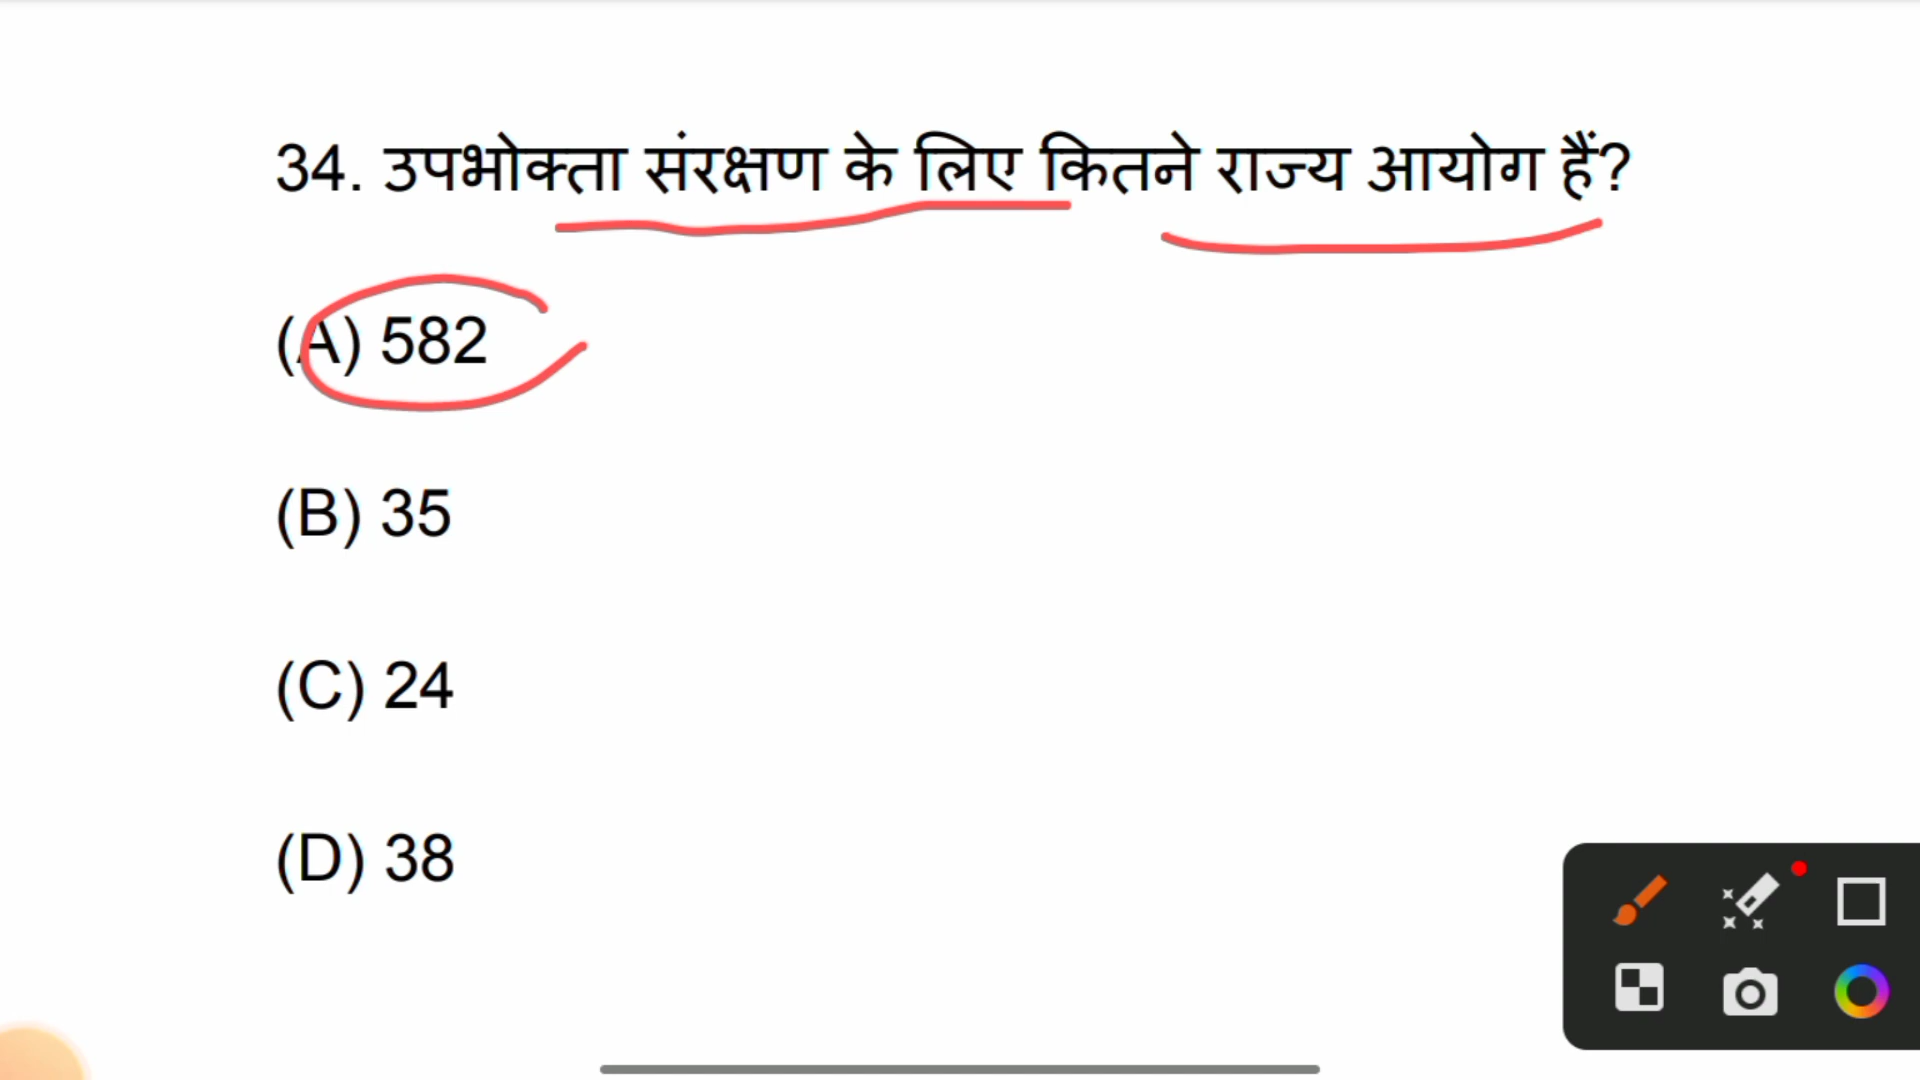 34. उपभोक्ता संरक्षण के लिए कितने राज्य आयोग हैं?
(A) 582
(B) 35
(C) 24
(D) 38